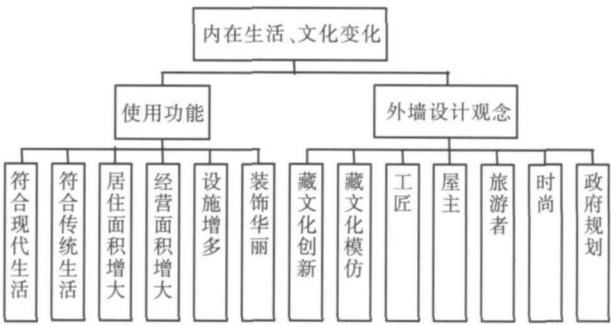 内在生活、文化变化
使用功能
外墙设计观念
符合现代生活
符合传统生活
居住面积增大
经营面积增大
设施增多
装饰华丽
藏文化创新
藏文化模仿
工匠
屋主
旅游者
时尚
政府规划